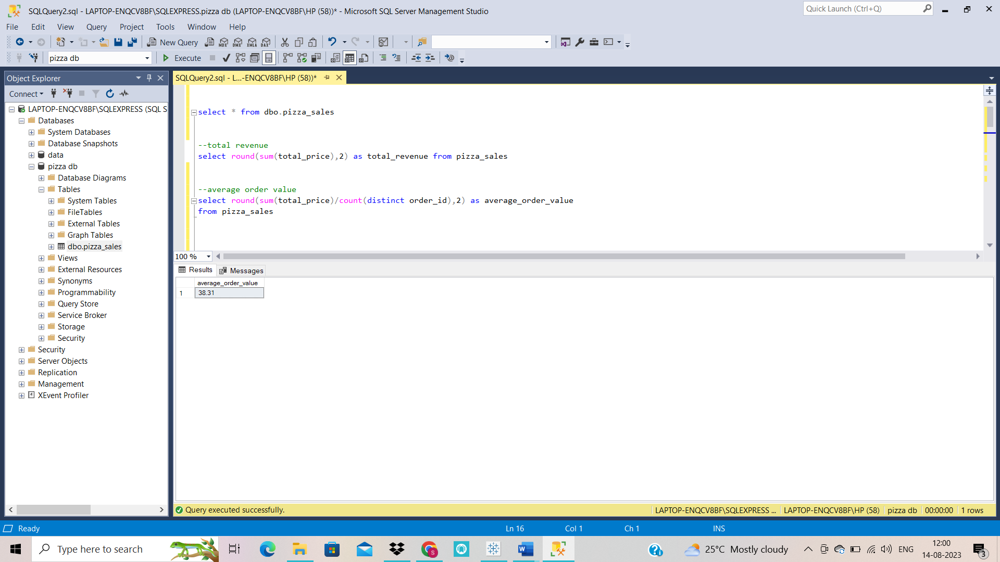 SQLQuery2.sql - LAPTOP-ENQCV8BF\SQLEXPRESS.pizza db (LAPTOP-ENQCV8BF\HP (58))* - Microsoft SQL Server Management Studio
Quick Launch (Ctrl+Q)
File Edit View Query Project Tools Window Help
New Query MDX DMX XMLA DAX
pizza db Execute
Object Explorer
Connect
LAPTOP-ENQCV8BF\SQLEXPRESS (SQL S
Databases
System Databases
Database Snapshots
data
pizza db
Database Diagrams
Tables
System Tables
FileTables
External Tables
Graph Tables
dbo.pizza_sales
Views
External Resources
Synonyms
Programmability
Query Store
Service Broker
Storage
Security
Security
Server Objects
Replication
Management
XEvent Profiler
SQLQuery2.sql - L...-ENQCV8BF\HP (58))*
select * from dbo.pizza_sales
--total revenue
select round(sum(total_price),2) as total_revenue from pizza_sales
--average order value
select round(sum(total_price)/count(distinct order_id),2) as average_order_value
from pizza_sales
100 %
Results Messages
average_order_value
1 38.31
Query executed successfully.
LAPTOP-ENQCV8BF\SQLEXPRESS ... LAPTOP-ENQCV8BF\HP (58) pizza db 00:00:00 1 rows
Ready Ln 16 Col 1 Ch 1 INS
Type here to search
25°C Mostly cloudy
ENG
12:00
14-08-2023
3